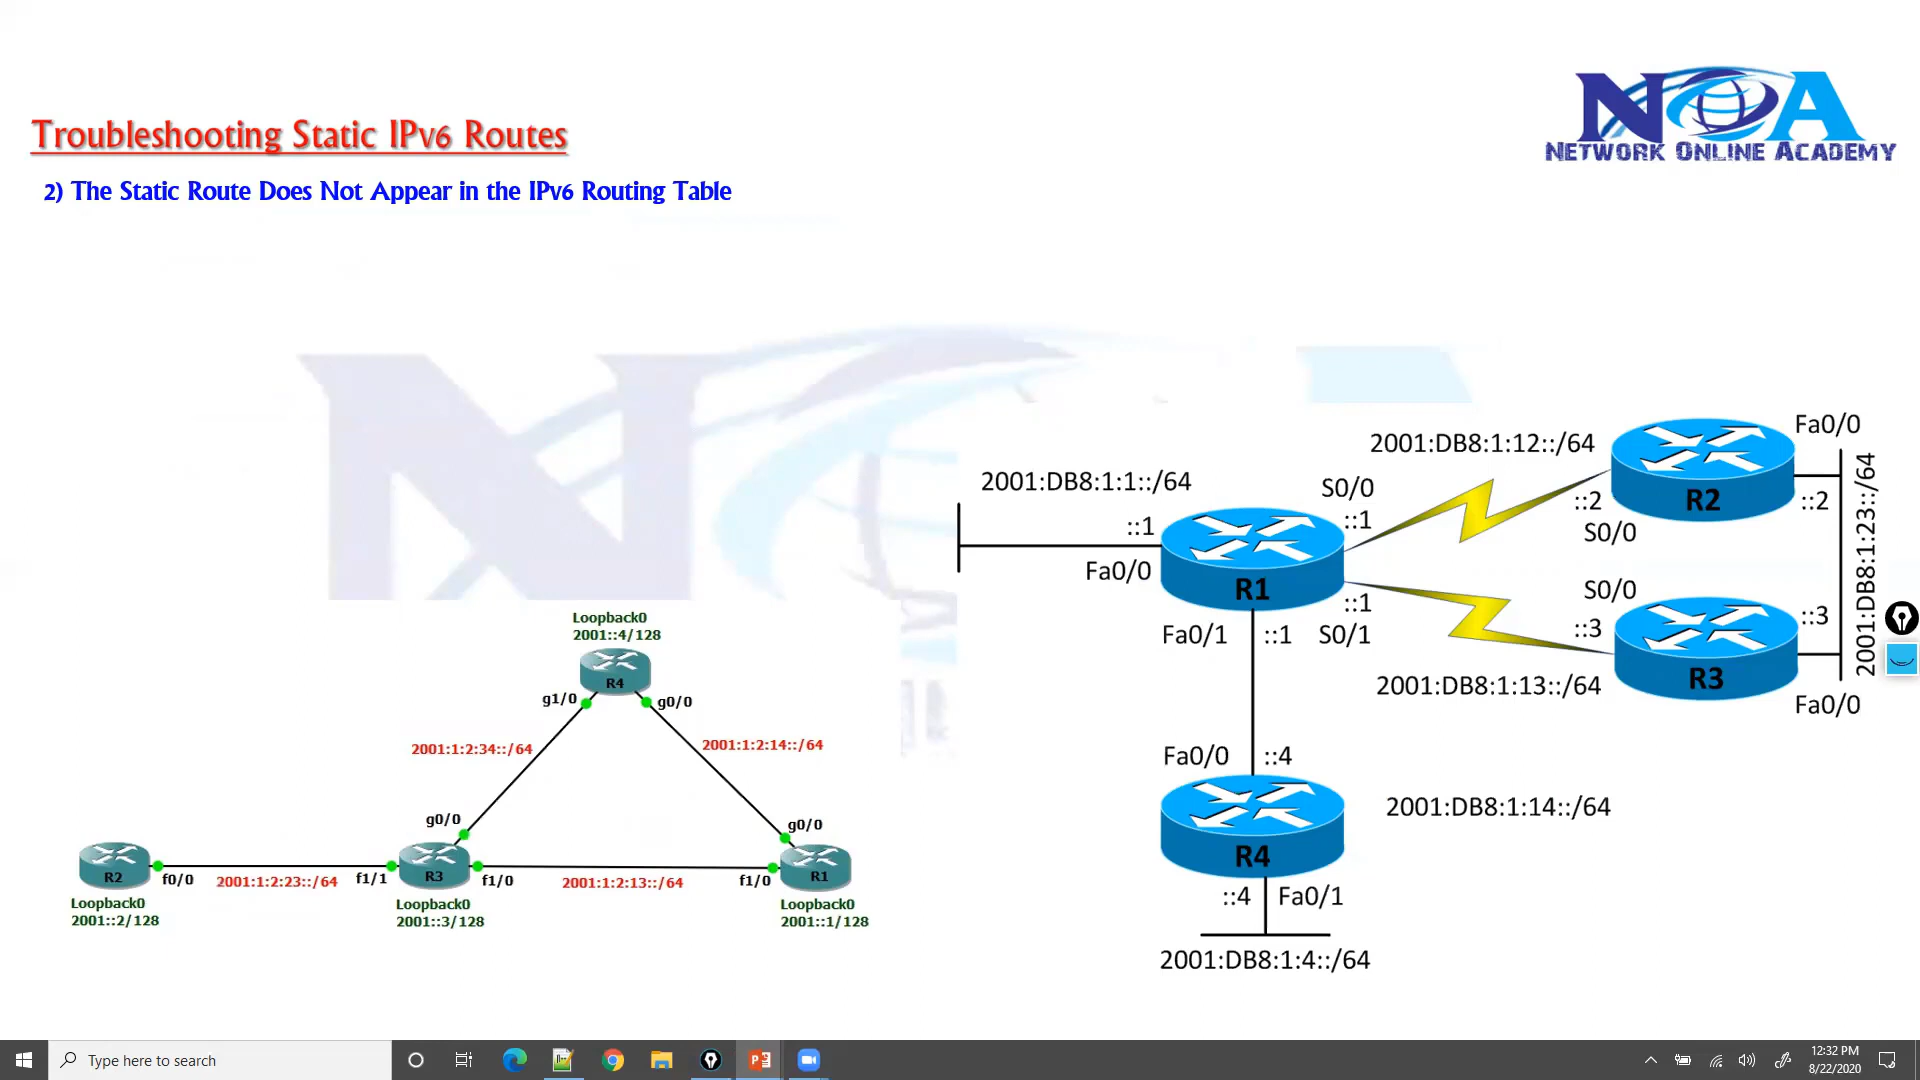 NOA
NETWORK ONLINE ACADEMY
Troubleshooting Static IPv6 Routes
2) The Static Route Does Not Appear in the IPv6 Routing Table
Loopback0
2001::4/128
R4
g1/0
g0/0
2001:1:2:34::/64
2001:1:2:14::/64
g0/0
g0/0
R2
f0/0
2001:1:2:23::/64
f1/1
R3
f1/0
2001:1:2:13::/64
f1/0
R1
Loopback0
2001::2/128
Loopback0
2001::3/128
Loopback0
2001::1/128
2001:DB8:1:1::/64
::1
Fa0/0
R1
S0/0
::1
2001:DB8:1:12::/64
::2
S0/0
R2
Fa0/0
::2
2001:DB8:1:23::/64
::1
S0/1
S0/0
::3
2001:DB8:1:13::/64
R3
::3
Fa0/0
Fa0/1
::1
Fa0/0
::4
R4
2001:DB8:1:14::/64
::4
Fa0/1
2001:DB8:1:4::/64
Type here to search
12:32 PM
8/22/2020